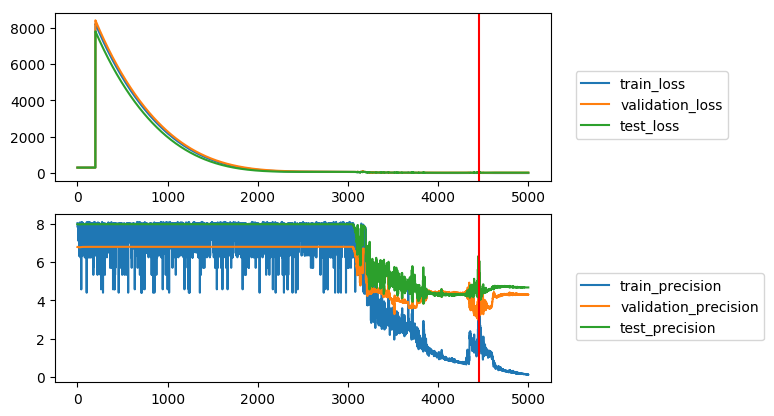 8000
6000
4000
2000
0
0 1000 2000 3000 4000 5000
train_loss
validation_loss
test_loss
8
6
4
2
0
0 1000 2000 3000 4000 5000
train_precision
validation_precision
test_precision